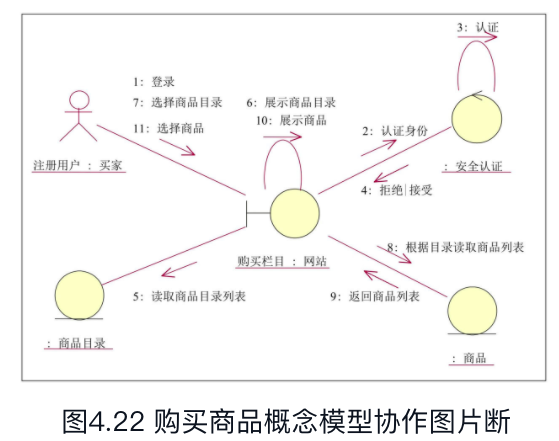 3：认证
1：登录
7：选择商品目录
11：选择商品
6：展示商品目录
10：展示商品
2：认证身份
注册用户 ：买家
：安全认证
4：拒绝|接受
购买栏目 ：网站
8：根据目录读取商品列表
5：读取商品目录列表
9：返回商品列表
：商品目录
：商品
图4.22 购买商品概念模型协作图片断